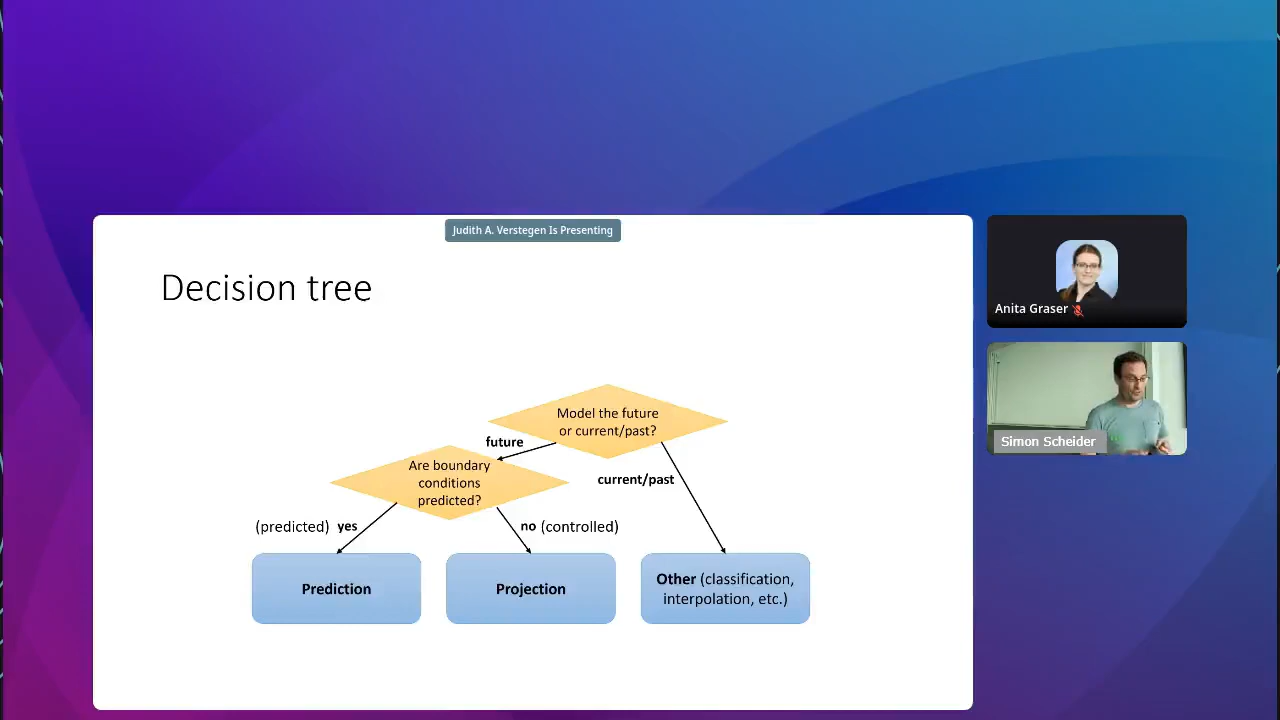 Judith A. Verstegen Is Presenting
Decision tree
Model the future
or current/past?
future
Are boundary
conditions
predicted?
current/past
(predicted) yes
no (controlled)
Prediction
Projection
Other (classification,
interpolation, etc.)
Anita Graser
Simon Scheider